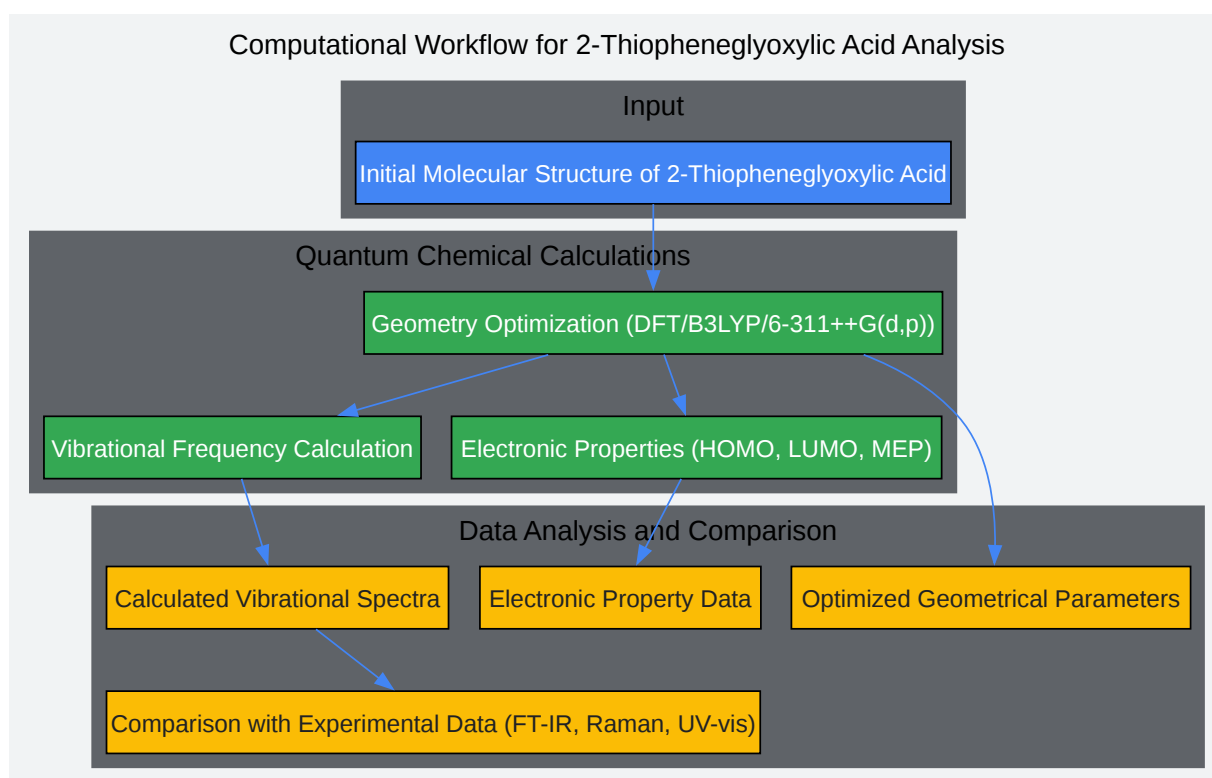 Computational Workflow for 2-Thiopheneglyoxylic Acid Analysis
Input
Initial Molecular Structure of 2-Thiopheneglyoxylic Acid
Quantum Chemical Calculations
Geometry Optimization (DFT/B3LYP/6-311++G(d,p))
Vibrational Frequency Calculation
Electronic Properties (HOMO, LUMO, MEP)
Data Analysis and Comparison
Calculated Vibrational Spectra
Electronic Property Data
Optimized Geometrical Parameters
Comparison with Experimental Data (FT-IR, Raman, UV-vis)